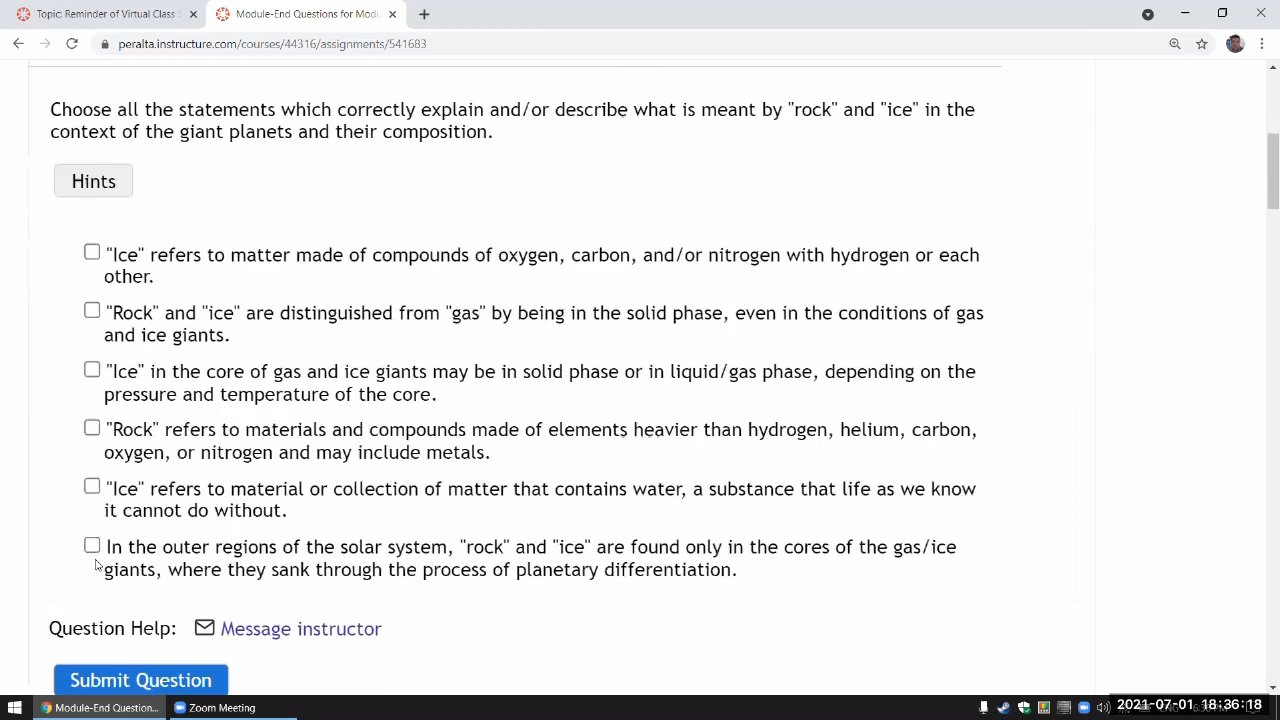 Topic: Reminder of Virtual Class
Module-End Questions for Modu
peralta.instructure.com/courses/44316/assignments/541683
Choose all the statements which correctly explain and/or describe what is meant by "rock" and "ice" in the
context of the giant planets and their composition.
Hints
"Ice" refers to matter made of compounds of oxygen, carbon, and/or nitrogen with hydrogen or each
other.
"Rock" and "ice" are distinguished from "gas" by being in the solid phase, even in the conditions of gas
and ice giants.
"Ice" in the core of gas and ice giants may be in solid phase or in liquid/gas phase, depending on the
pressure and temperature of the core.
"Rock" refers to materials and compounds made of elements heavier than hydrogen, helium, carbon,
oxygen, or nitrogen and may include metals.
"Ice" refers to material or collection of matter that contains water, a substance that life as we know
it cannot do without.
In the outer regions of the solar system, "rock" and "ice" are found only in the cores of the gas/ice
giants, where they sank through the process of planetary differentiation.
Question Help: Message instructor
Submit Question
Module-End Question...
Zoom Meeting
2021-07-01 18:36:18